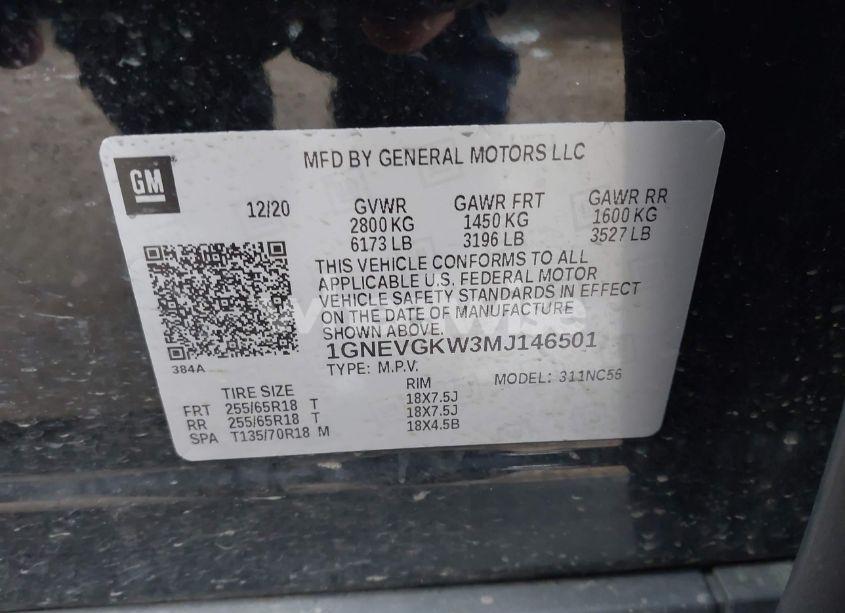 GM
MFD BY GENERAL MOTORS LLC
12/20
GVWR GAWR FRT GAWR RR
2800 KG 1450 KG 1600 KG
6173 LB 3196 LB 3527 LB
THIS VEHICLE CONFORMS TO ALL
APPLICABLE U.S. FEDERAL MOTOR
VEHICLE SAFETY STANDARDS IN EFFECT
ON THE DATE OF MANUFACTURE
SHOWN ABOVE.
1GNEVGKW3MJ146501
384A
TYPE: M.P.V. MODEL: 311NC56
TIRE SIZE RIM
FRT 255/65R18 T 18X7.5J
RR 255/65R18 T 18X7.5J
SPA T135/70R18 M 18X4.5B